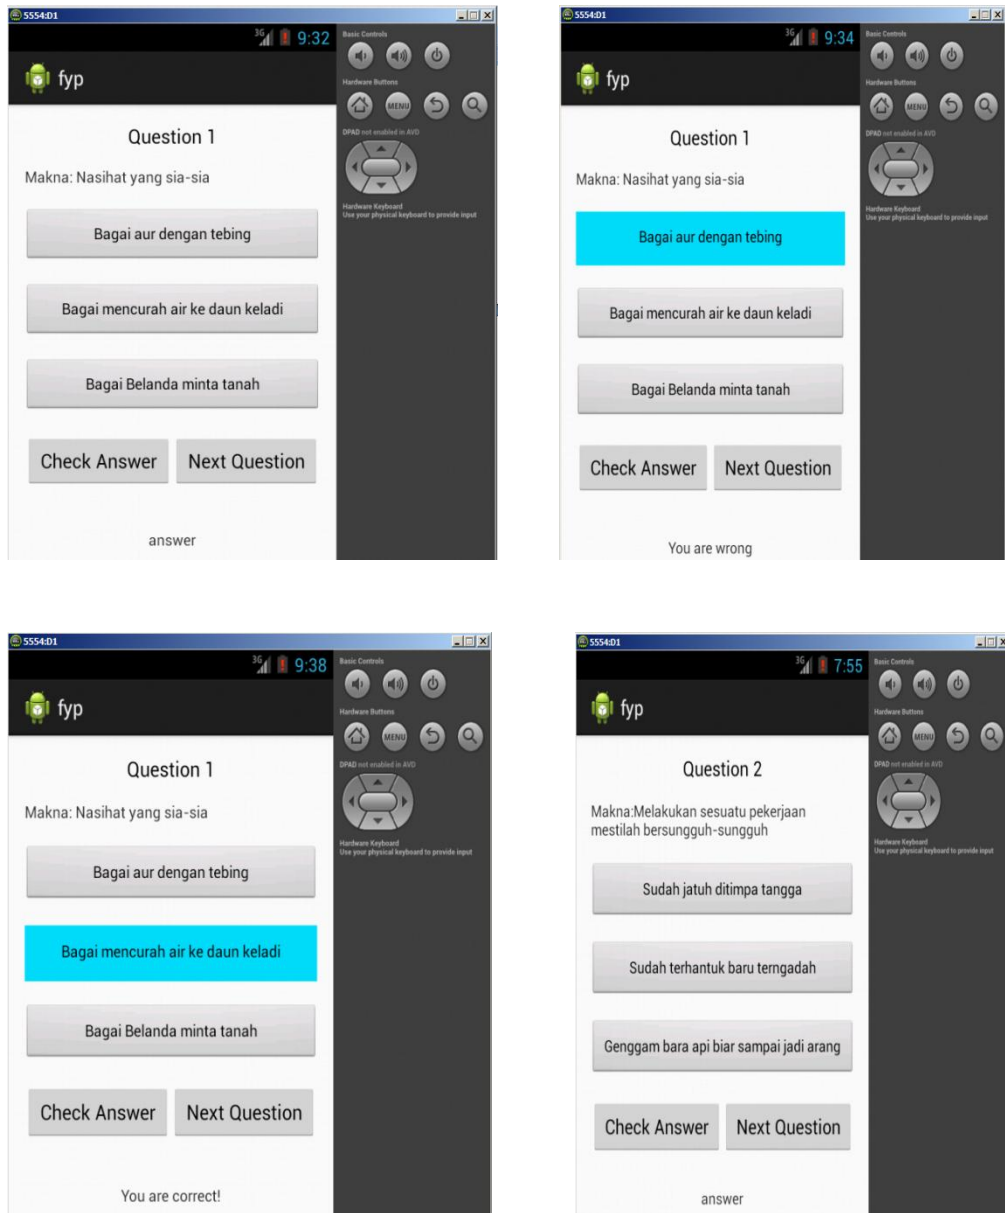 5554:D1
3G 9:32
fyp
Question 1
Makna: Nasihat yang sia-sia
Bagai aur dengan tebing
Bagai mencurah air ke daun keladi
Bagai Belanda minta tanah
Check Answer Next Question
answer
Basic Controls
Hardware Buttons
MENU
DPAD not enabled in AVD
Hardware Keyboard
Use your physical keyboard to provide input
5554:D1
3G 9:34
fyp
Question 1
Makna: Nasihat yang sia-sia
Bagai aur dengan tebing
Bagai mencurah air ke daun keladi
Bagai Belanda minta tanah
Check Answer Next Question
You are wrong
Basic Controls
Hardware Buttons
MENU
DPAD not enabled in AVD
Hardware Keyboard
Use your physical keyboard to provide input
5554:D1
3G 9:38
fyp
Question 1
Makna: Nasihat yang sia-sia
Bagai aur dengan tebing
Bagai mencurah air ke daun keladi
Bagai Belanda minta tanah
Check Answer Next Question
You are correct!
Basic Controls
Hardware Buttons
MENU
DPAD not enabled in AVD
Hardware Keyboard
Use your physical keyboard to provide input
5554:D1
3G 7:55
fyp
Question 2
Makna:Melakukan sesuatu pekerjaan
mestilah bersungguh-sungguh
Sudah jatuh ditimpa tangga
Sudah terhantuk baru terngadah
Genggam bara api biar sampai jadi arang
Check Answer Next Question
answer
Basic Controls
Hardware Buttons
MENU
DPAD not enabled in AVD
Hardware Keyboard
Use your physical keyboard to provide input